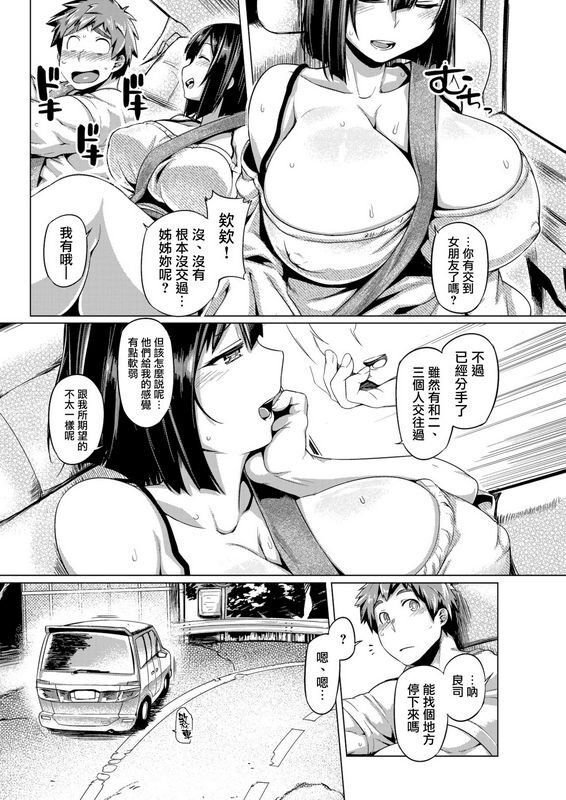 むちっ
…你有交到
女朋友了嗎?
ドキ
ドキ
欸欸!
沒、沒有
根本沒交過…
姊姊妳呢?
我有哦—
不過
已經分手了
雖然有和二、
三個人交往過
但該怎麼說呢…
他們給我的感覺
有點軟弱
跟我所期望的
不太一樣呢
…吶
良司
能找個地方
停下來嗎
?
嗯、嗯…